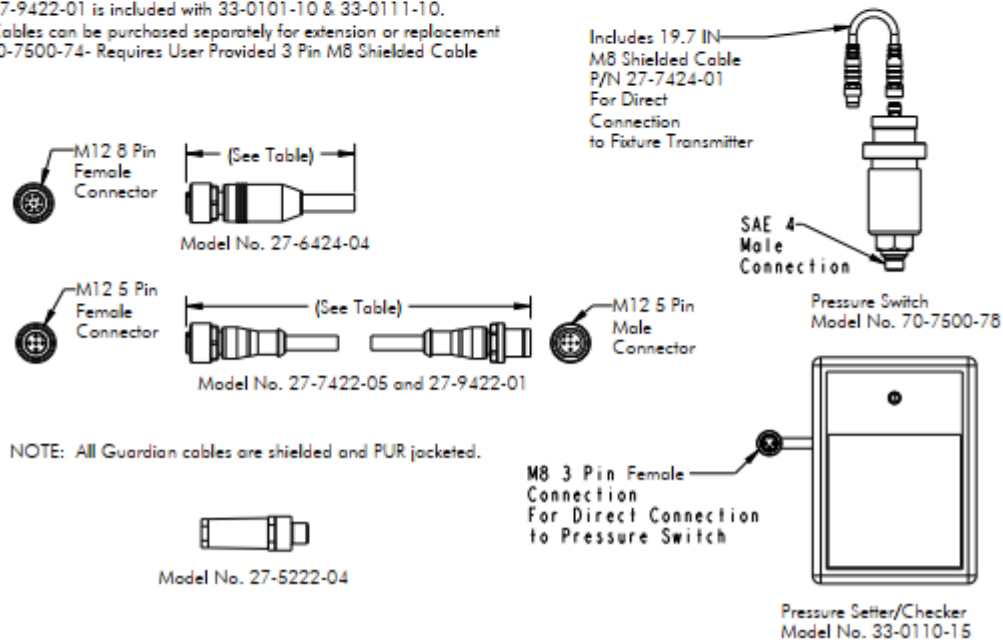 7-9422-01 is included with 33-0101-10 & 33-0111-10.
Cables can be purchased separately for extension or replacement
0-7500-74- Requires User Provided 3 Pin M8 Shielded Cable
Includes 19.7 IN
M8 Shielded Cable
P/N 27-7424-01
For Direct
Connection
to Fixture Transmitter
M12 8 Pin
Female
Connector
(See Table)
Model No. 27-6424-04
SAE 4
Male
Connection
Pressure Switch
Model No. 70-7500-78
M12 5 Pin
Female
Connector
(See Table)
M12 5 Pin
Male
Connector
Model No. 27-7422-05 and 27-9422-01
NOTE: All Guardian cables are shielded and PUR jacketed.
M8 3 Pin Female
Connection
For Direct Connection
to Pressure Switch
Model No. 27-5222-04
Pressure Setter/Checker
Model No. 33-0110-15